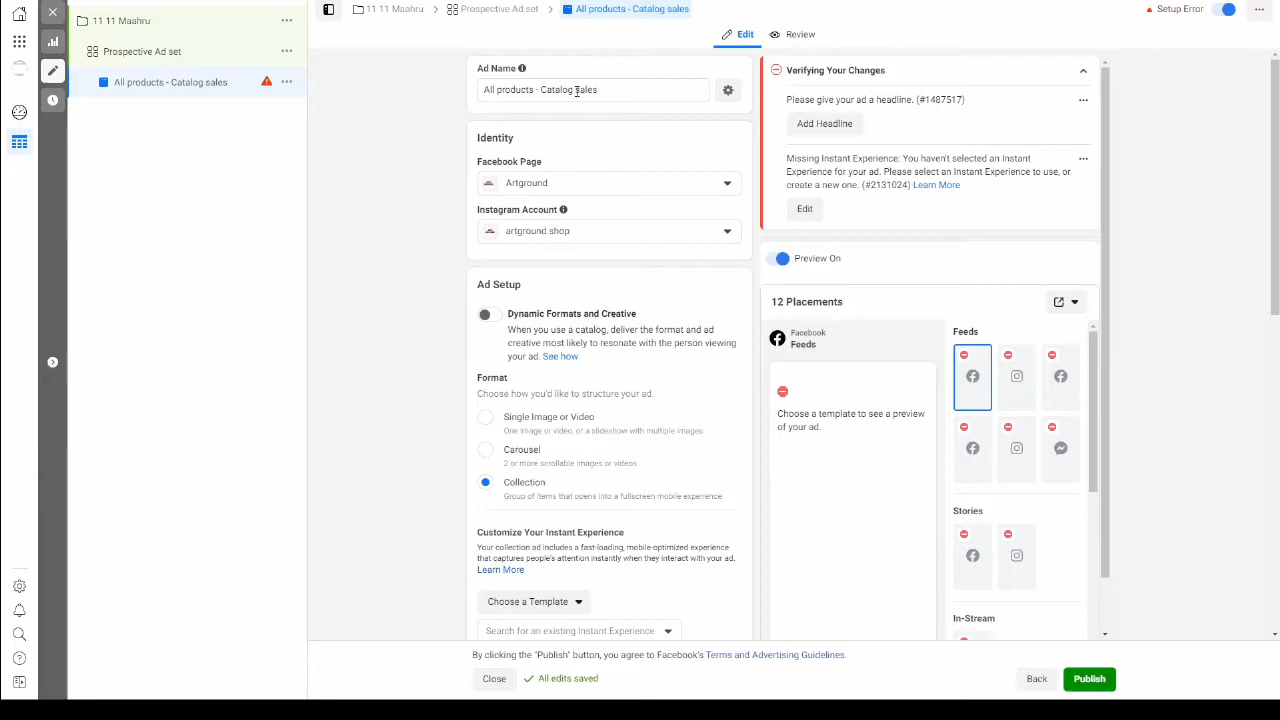 11 11 Maahru
Prospective Ad set
All products - Catalog sales
11 11 Maahru
Prospective Ad set
All products - Catalog sales
Setup Error
Edit
Review
Ad Name
All products - Catalog sales
Identity
Facebook Page
Artground
Instagram Account
artground.shop
Ad Setup
Dynamic Formats and Creative
When you use a catalog, deliver the format and ad
creative most likely to resonate with the person viewing
your ad. See how
Format
Choose how you'd like to structure your ad.
Single Image or Video
One image or video, or a slideshow with multiple images
Carousel
2 or more scrollable images or videos
Collection
Group of items that opens into a fullscreen mobile experience
Customize Your Instant Experience
Your collection ad includes a fast-loading, mobile-optimized experience
that captures people's attention instantly when they interact with your ad.
Learn More
Choose a Template
Search for an existing Instant Experience
Verifying Your Changes
Please give your ad a headline. (#1487517)
Add Headline
Missing Instant Experience: You haven't selected an Instant
Experience for your ad. Please select an Instant Experience to use, or
create a new one. (#2131024) Learn More
Edit
Preview On
12 Placements
Facebook
Feeds
Choose a template to see a preview
of your ad.
Feeds
Stories
In-Stream
By clicking the "Publish" button, you agree to Facebook's Terms and Advertising Guidelines.
Close
All edits saved
Back
Publish